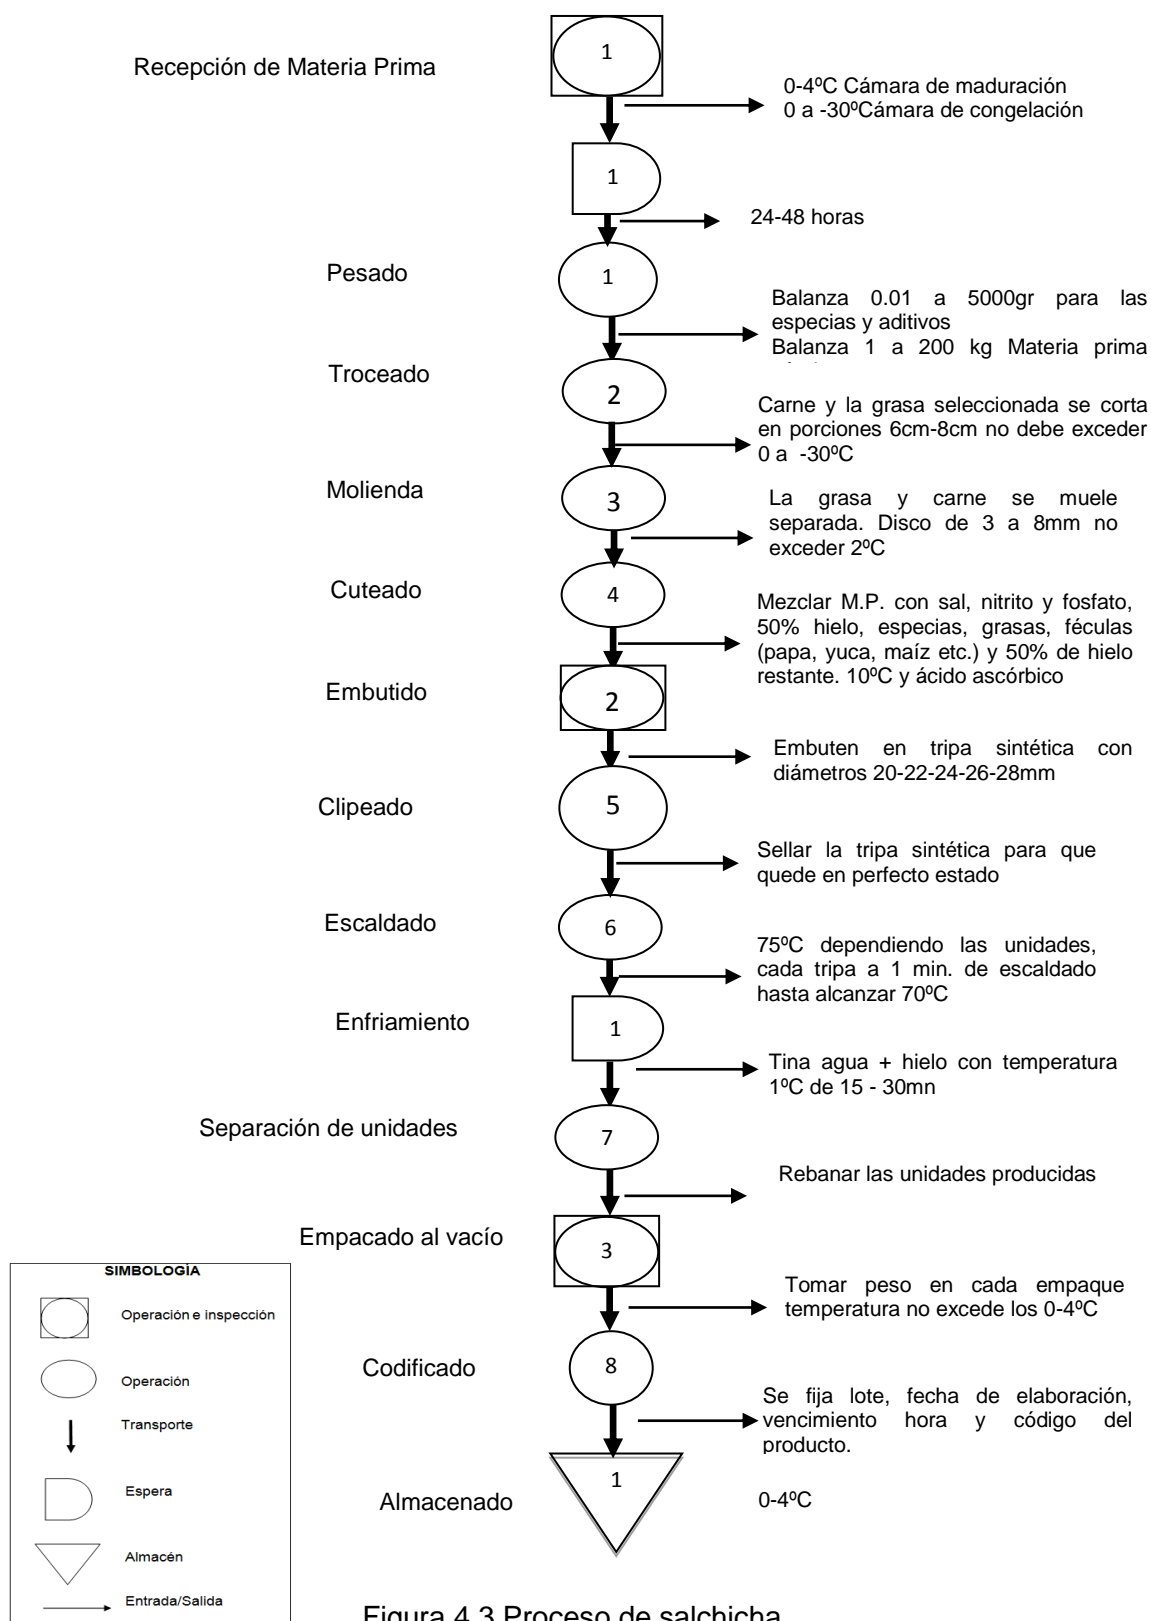 1
Recepción de Materia Prima
0-4ºC Cámara de maduración
0 a -30ºCámara de congelación
1
24-48 horas
Pesado
1
Balanza 0.01 a 5000gr para las
especias y aditivos
Balanza 1 a 200 kg Materia prima
Troceado
2
Carne y la grasa seleccionada se corta
en porciones 6cm-8cm no debe exceder
0 a -30ºC
Molienda
3
La grasa y carne se muele
separada. Disco de 3 a 8mm no
exceder 2ºC
Cuteado
4
Mezclar M.P. con sal, nitrito y fosfato,
50% hielo, especias, grasas, féculas
(papa, yuca, maíz etc.) y 50% de hielo
restante. 10ºC y ácido ascórbico
Embutido
2
Embuten en tripa sintética con
diámetros 20-22-24-26-28mm
Clipeado
5
Sellar la tripa sintética para que
quede en perfecto estado
Escaldado
6
75ºC dependiendo las unidades,
cada tripa a 1 min. de escaldado
hasta alcanzar 70ºC
Enfriamiento
1
Tina agua + hielo con temperatura
1ºC de 15 - 30mn
Separación de unidades
7
Rebanar las unidades producidas
Empacado al vacío
3
Tomar peso en cada empaque
temperatura no excede los 0-4ºC
Codificado
8
Se fija lote, fecha de elaboración,
vencimiento hora y código del
producto.
Almacenado
1
0-4ºC
SIMBOLOGÍA
Operación e inspección
Operación
Transporte
Espera
Almacén
Entrada/Salida
Figura 4.3 Proceso de salchicha